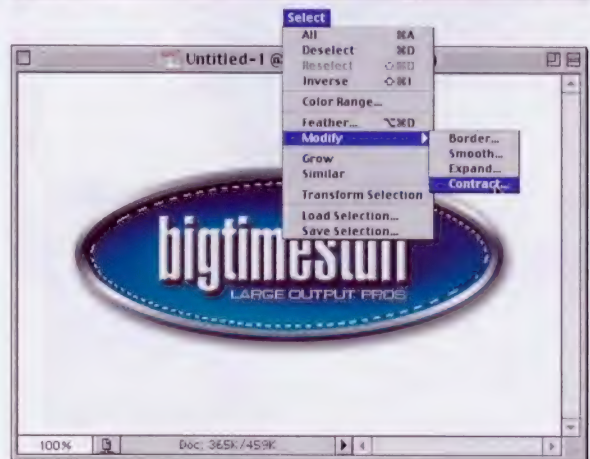 Select
All ⌘A
Deselect ⌘D
Reselect ⇧⌘D
Inverse ⇧⌘I
Color Range...
Feather... ⌥⌘D
Modify
Grow
Similar
Transform Selection
Load Selection...
Save Selection...
Border...
Smooth...
Expand...
Contract...
Untitled-1 @
bigtimestuff
LARGE OUTPUT PROS
100%
Doc: 365K/459K